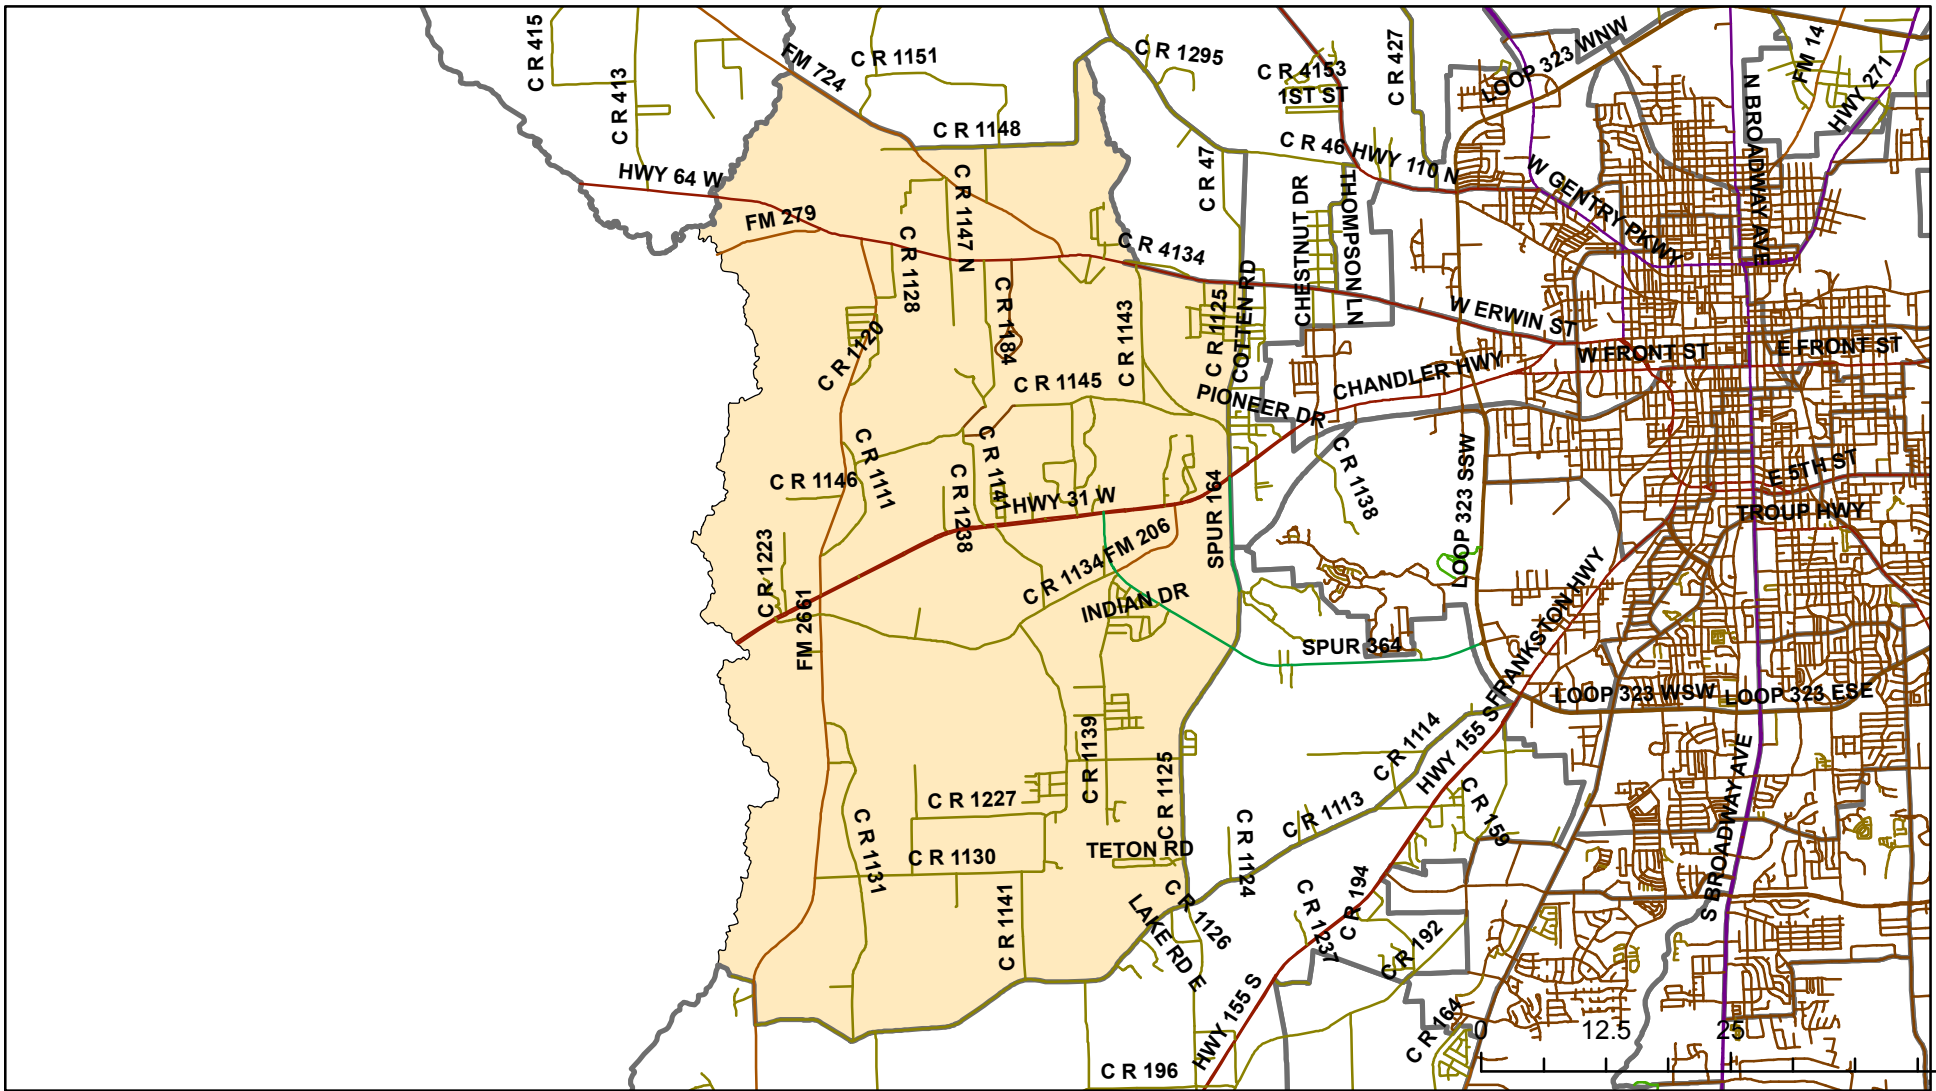 C R 415
C R 413
FM 724
C R 1151
C R 1295
C R 4153
1ST ST
C R 427
LOOP 323 WNW
N BROADWAY AVE
FM 14
HWY 271
C R 1148
C R 46
HWY 110 N
C R 47
HWY 64 W
FM 279
C R 1147 N
C R 1128
C R 4134
CHESTNUT DR
THOMPSON LN
W GENTRY PKWY
COTTEN RD
C R 1125
C R 1143
C R 1184
C R 1120
W ERWIN ST
W FRONT ST
E FRONT ST
C R 1145
CHANDLER HWY
PIONEER DR
C R 1146
C R 1111
C R 1238
C R 1141
HWY 31 W
SPUR 164
C R 1138
LOOP 323 SSW
E 5TH ST
TROUP HWY
C R 1223
FM 2661
C R 1134
FM 206
INDIAN DR
SPUR 364
FRANKSTON HWY
LOOP 323 WSW
LOOP 323 ESE
C R 1139
C R 1125
C R 1114
HWY 155 S
C R 1113
C R 159
S BROADWAY AVE
C R 1227
C R 1130
C R 1131
TETON RD
C R 1124
C R 1141
LAKE RD E
C R 1126
C R 1237
C R 194
C R 192
HWY 155 S
C R 164
C R 196
0 12.5 25